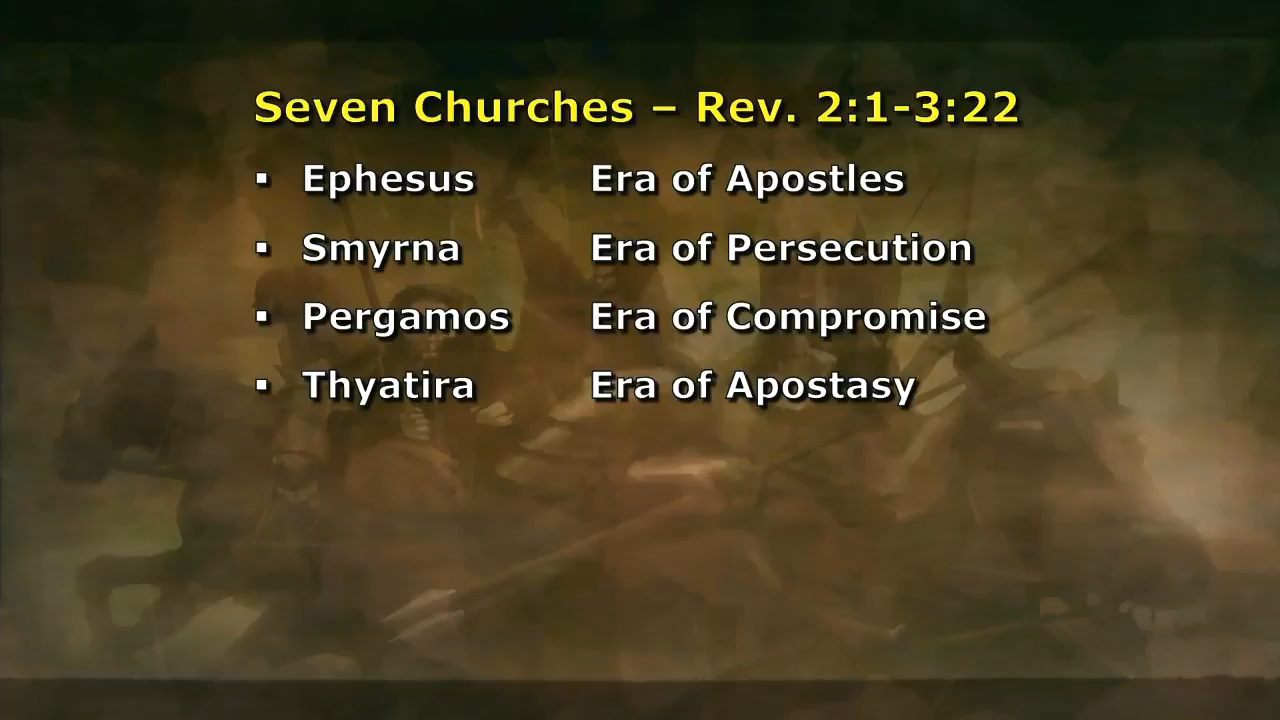 Seven Churches – Rev. 2:1-3:22
▪ Ephesus Era of Apostles
▪ Smyrna Era of Persecution
▪ Pergamos Era of Compromise
▪ Thyatira Era of Apostasy